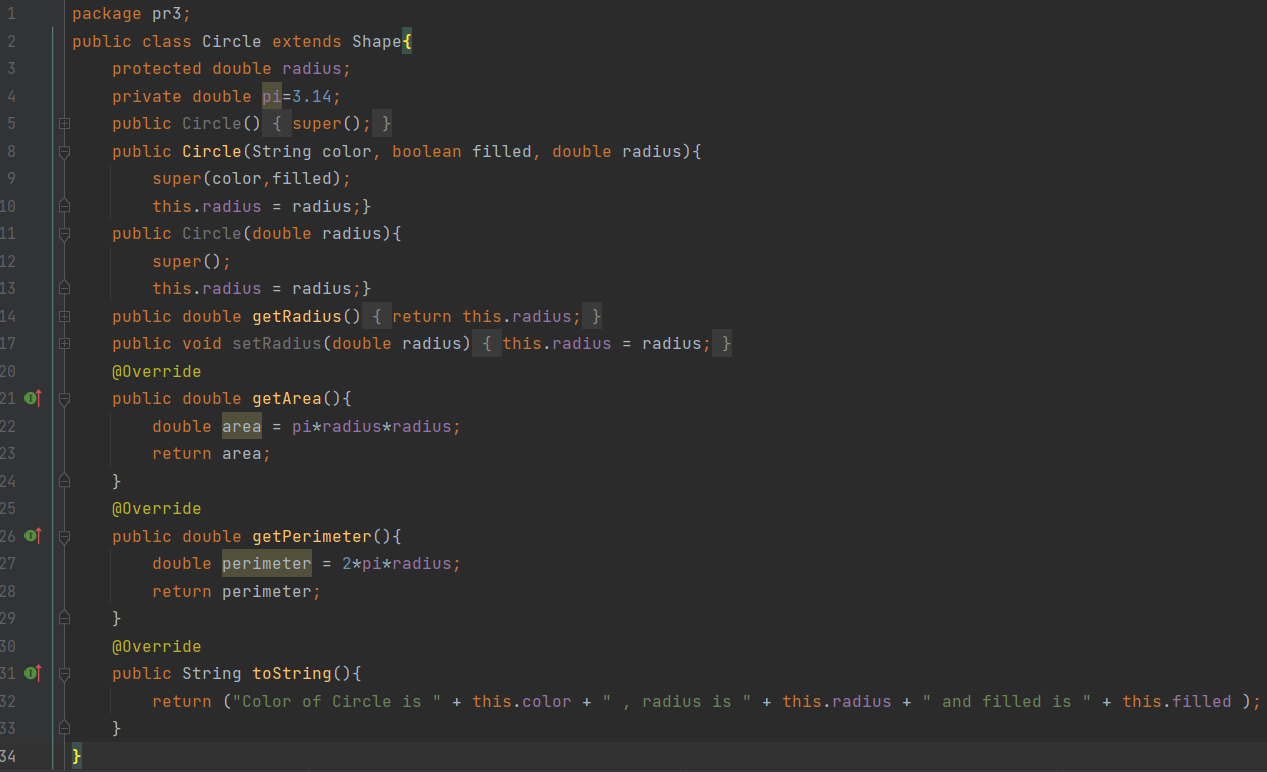 1 package pr3;
2 public class Circle extends Shape{
3     protected double radius;
4     private double pi=3.14;
5     public Circle() { super(); }
8     public Circle(String color, boolean filled, double radius){
9         super(color,filled);
10         this.radius = radius;}
11     public Circle(double radius){
12         super();
13         this.radius = radius;}
14     public double getRadius() { return this.radius; }
17     public void setRadius(double radius) { this.radius = radius; }
20     @Override
21     public double getArea(){
22         double area = pi*radius*radius;
23         return area;
24     }
25     @Override
26     public double getPerimeter(){
27         double perimeter = 2*pi*radius;
28         return perimeter;
29     }
30     @Override
31     public String toString(){
32         return ("Color of Circle is " + this.color + " , radius is " + this.radius + " and filled is " + this.filled );
33     }
34 }